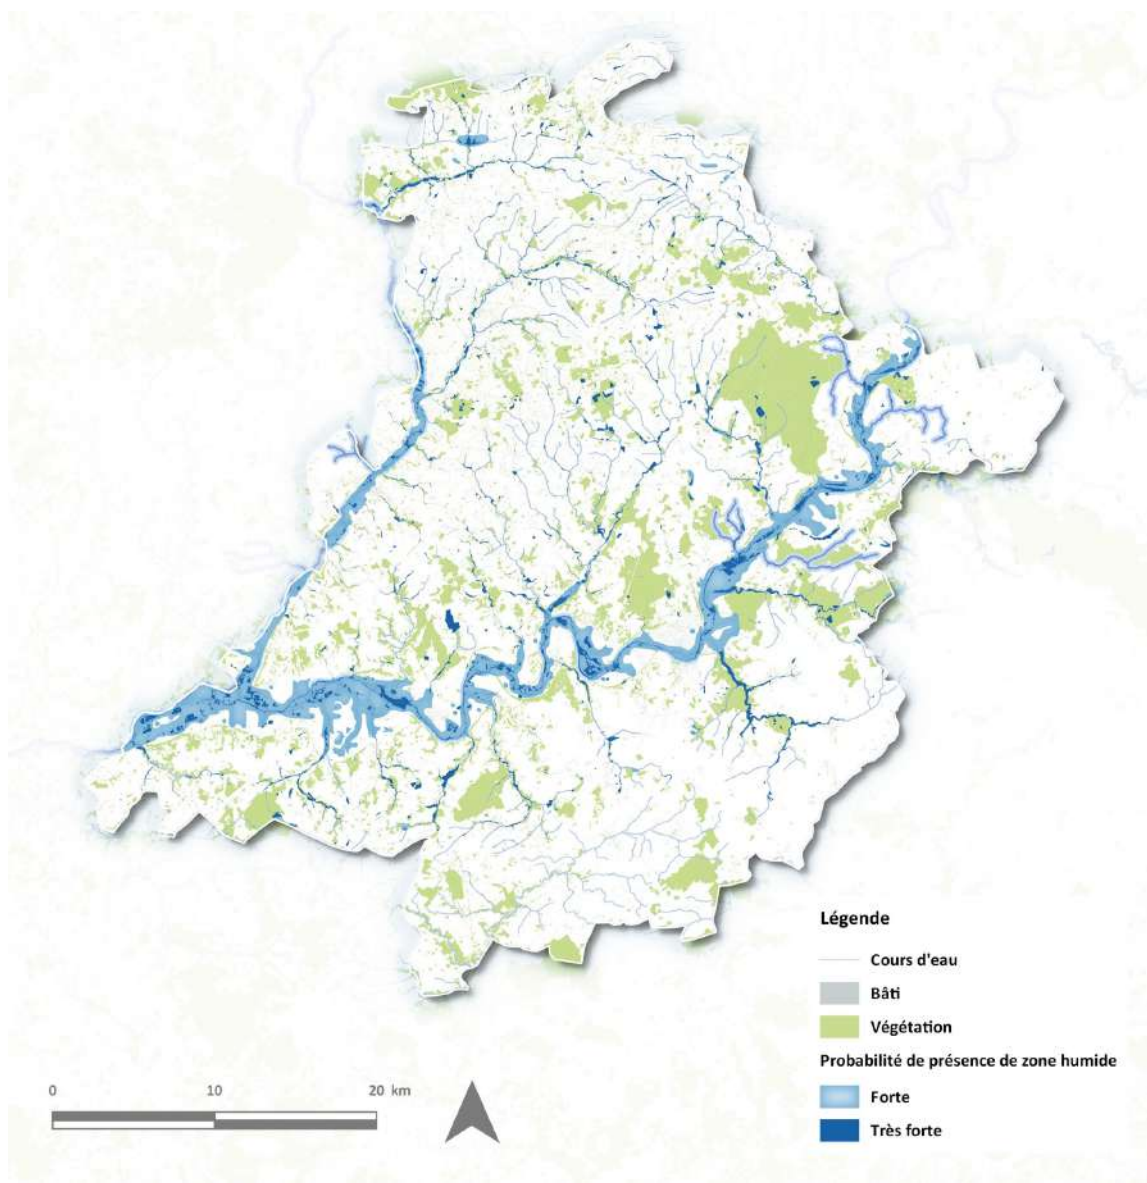 Légende
Cours d'eau
Bâti
Végétation
Probabilité de présence de zone humide
Forte
Très forte
0 10 20 km